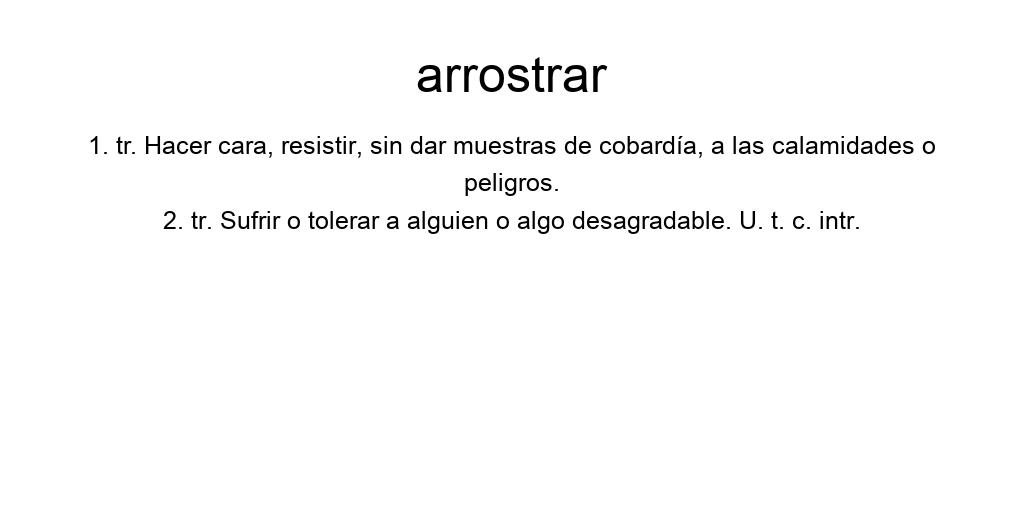 arrostrar
1. tr. Hacer cara, resistir, sin dar muestras de cobardía, a las calamidades o
peligros.
2. tr. Sufrir o tolerar a alguien o algo desagradable. U. t. c. intr.